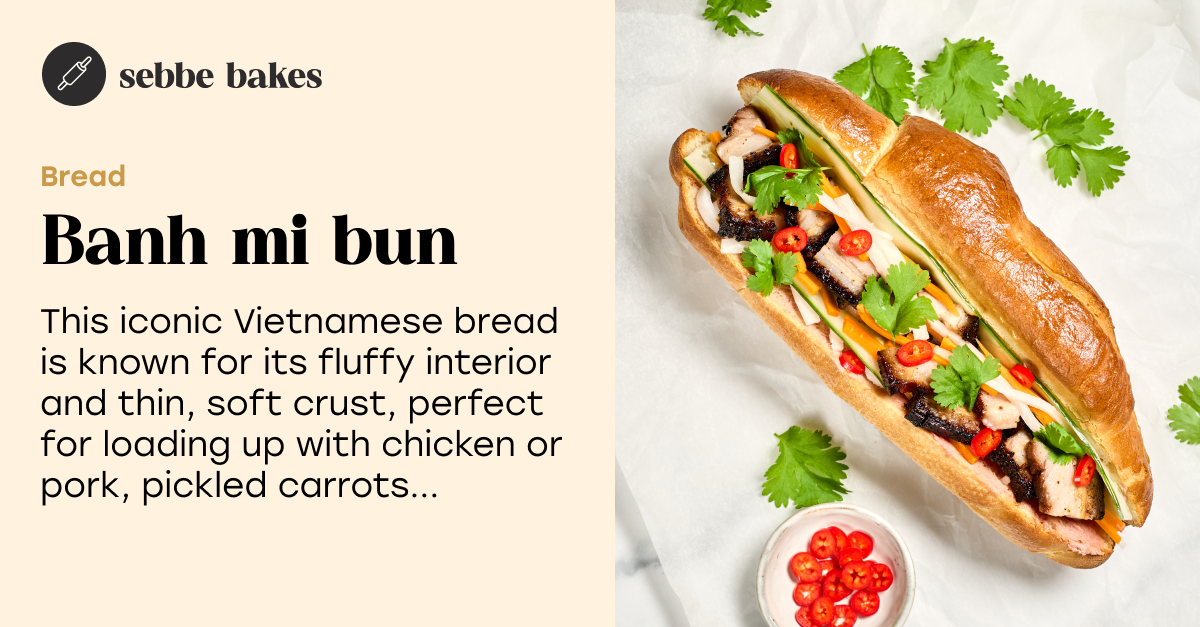 sebbe bakes
Bread
Banh mi bun
This iconic Vietnamese bread
is known for its fluffy interior
and thin, soft crust, perfect
for loading up with chicken or
pork, pickled carrots...